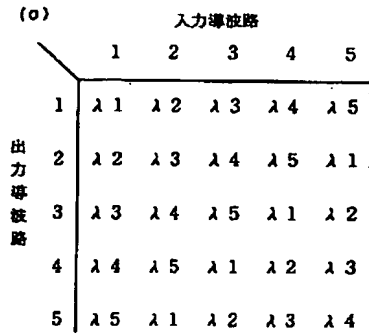 (a)
入力導波路
1 2 3 4 5
出力導波路
1 λ1 λ2 λ3 λ4 λ5
2 λ2 λ3 λ4 λ5 λ1
3 λ3 λ4 λ5 λ1 λ2
4 λ4 λ5 λ1 λ2 λ3
5 λ5 λ1 λ2 λ3 λ4